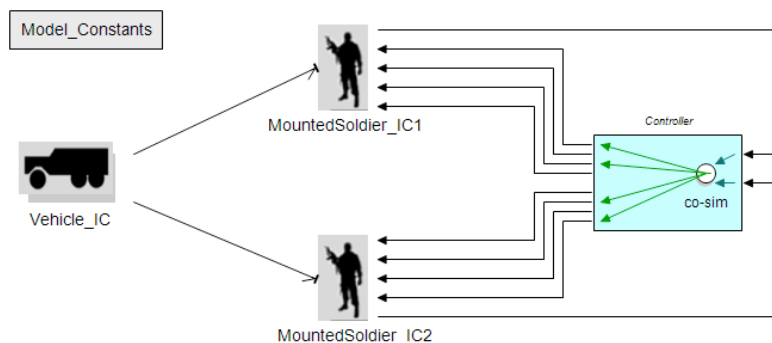 Model_Constants
MountedSoldier_IC1
Controller
co-sim
Vehicle_IC
MountedSoldier_IC2